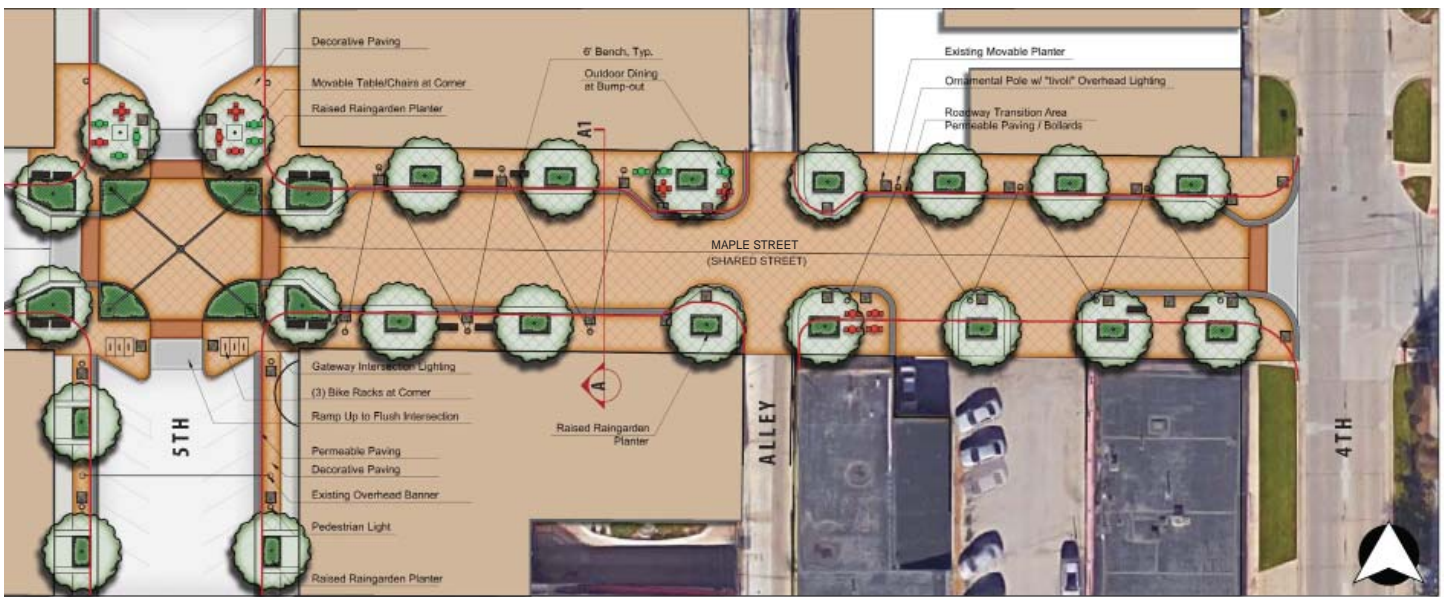 Decorative Paving
Movable Table/Chairs at Corner
Raised Raingarden Planter
6' Bench, Typ.
Outdoor Dining
at Bump-out
Existing Movable Planter
Ornamental Pole w/ "tivoli" Overhead Lighting
Roadway Transition Area
Permeable Paving / Bollards
A1
MAPLE STREET
(SHARED STREET)
A
Gateway Intersection Lighting
(3) Bike Racks at Corner
Ramp Up to Flush Intersection
Raised Raingarden
Planter
5TH
ALLEY
4TH
Permeable Paving
Decorative Paving
Existing Overhead Banner
Pedestrian Light
Raised Raingarden Planter